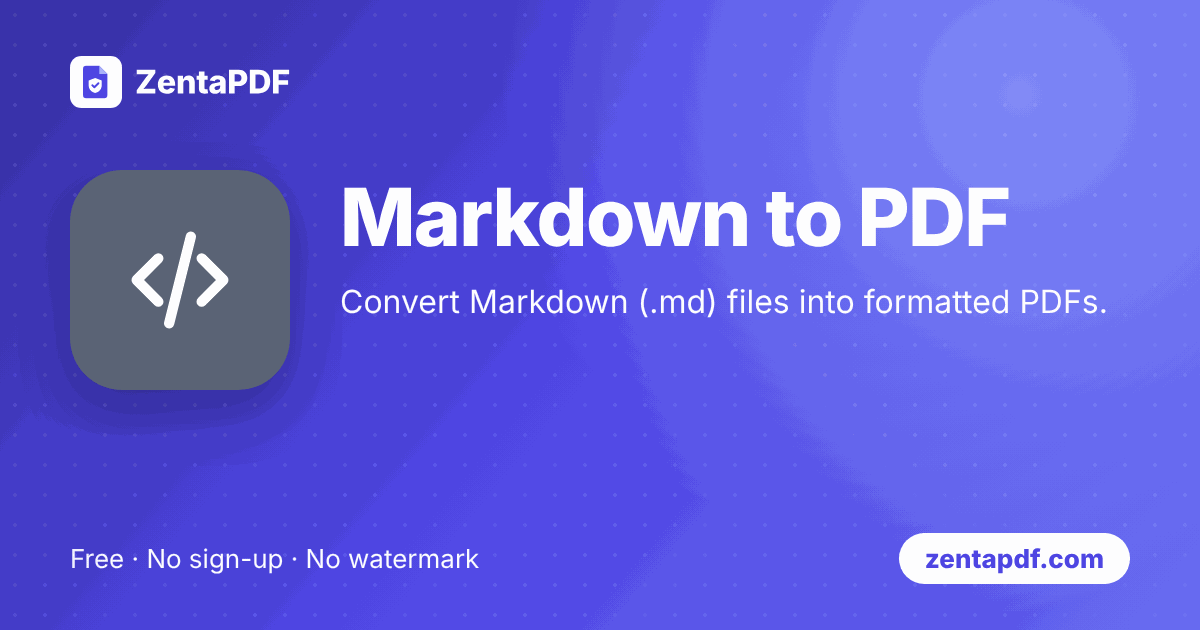 ZentaPDF
Markdown to PDF
Convert Markdown (.md) files into formatted PDFs.
Free · No sign-up · No watermark
zentapdf.com